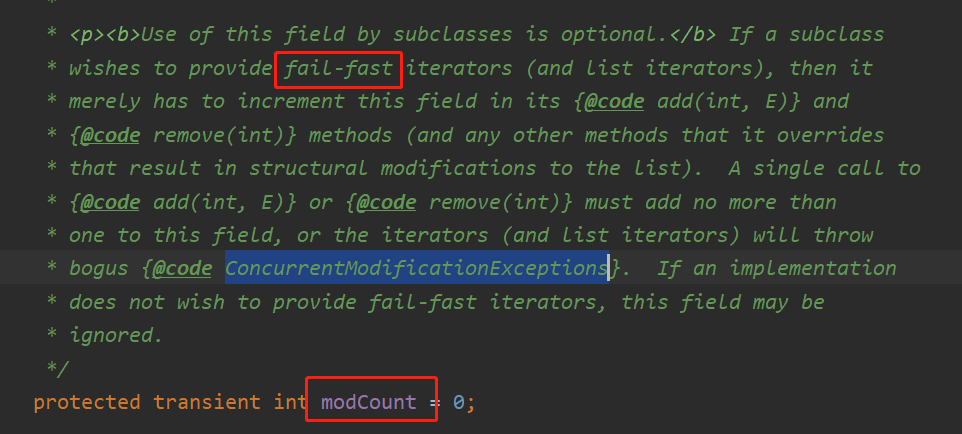 *
* <p><b>Use of this field by subclasses is optional.</b> If a subclass
* wishes to provide fail-fast iterators (and list iterators), then it
* merely has to increment this field in its {@code add(int, E)} and
* {@code remove(int)} methods (and any other methods that it overrides
* that result in structural modifications to the list).  A single call to
* {@code add(int, E)} or {@code remove(int)} must add no more than
* one to this field, or the iterators (and list iterators) will throw
* bogus {@code ConcurrentModificationExceptions}.  If an implementation
* does not wish to provide fail-fast iterators, this field may be
* ignored.
*/
protected transient int modCount = 0;